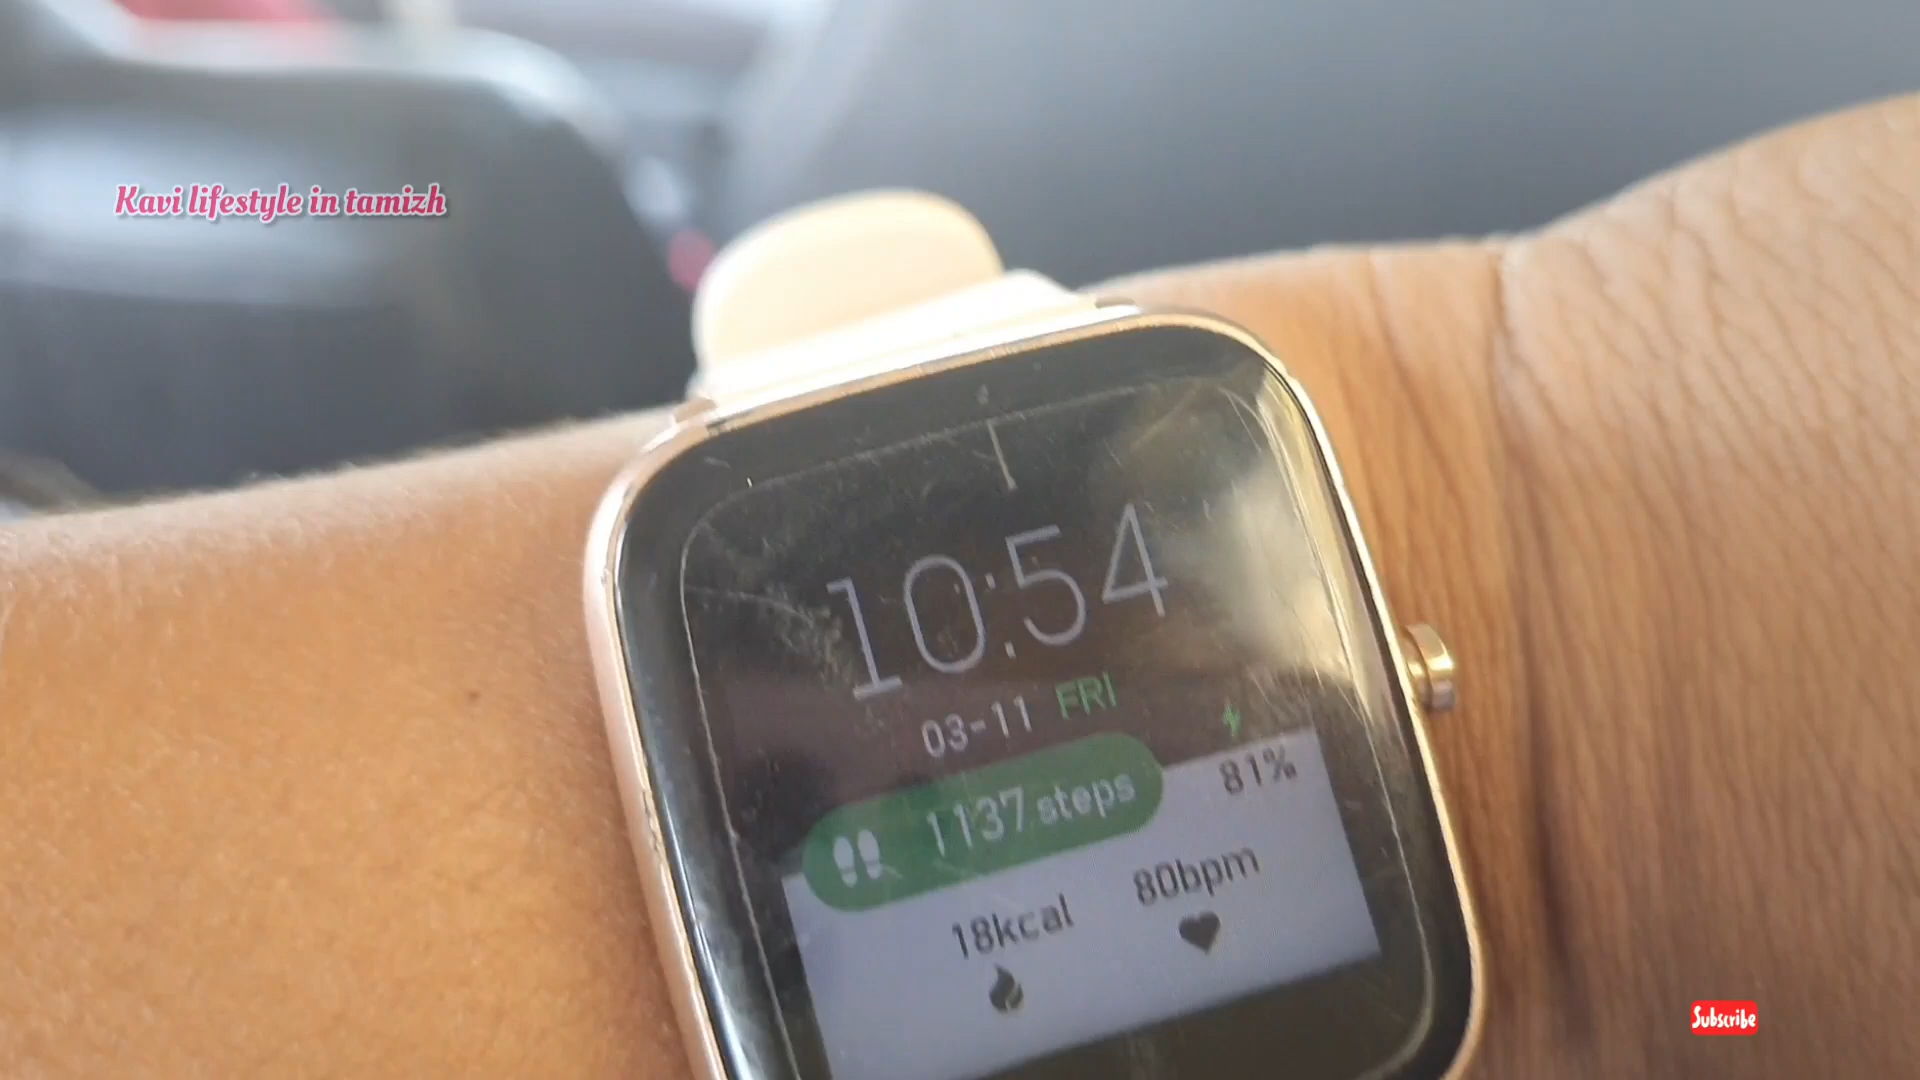 Kavi lifestyle in tamizh
10:54
03-11 FRI
81%
1137 steps
80bpm
18kcal
Subscribe